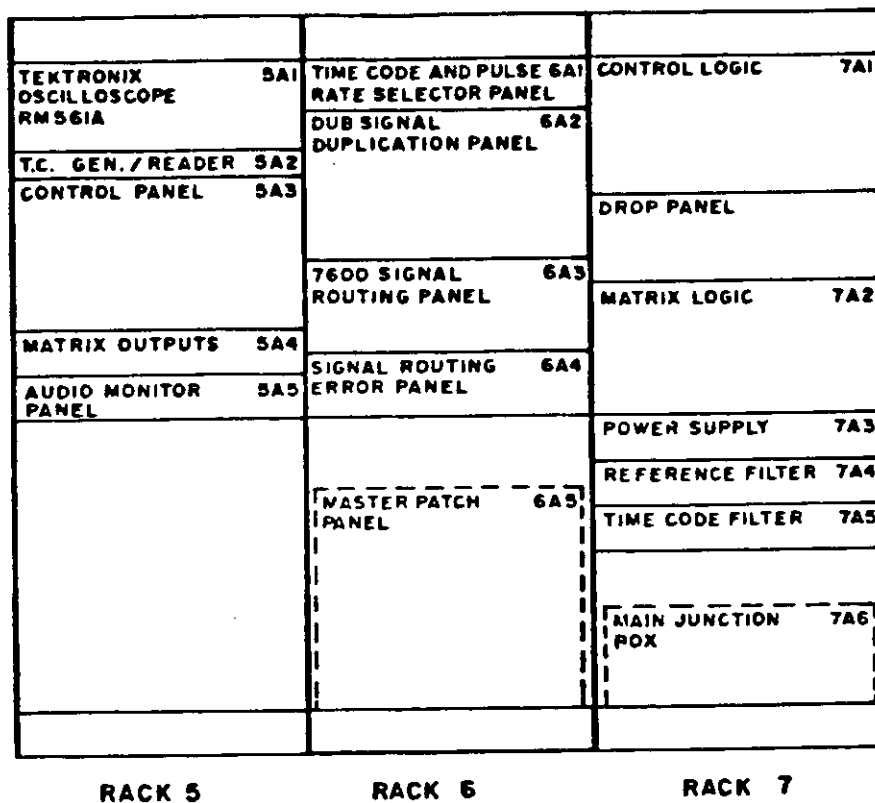 TEKTRONIX 5A1
OSCILLOSCOPE
RM561A
T.C. GEN./READER 5A2
CONTROL PANEL 5A3
MATRIX OUTPUTS 5A4
AUDIO MONITOR 5A5
PANEL
RACK 5
TIME CODE AND PULSE 6A1
RATE SELECTOR PANEL
DUB SIGNAL 6A2
DUPLICATION PANEL
7600 SIGNAL 6A3
ROUTING PANEL
SIGNAL ROUTING 6A4
ERROR PANEL
MASTER PATCH 6A5
PANEL
RACK 6
CONTROL LOGIC 7A1
DROP PANEL
MATRIX LOGIC 7A2
POWER SUPPLY 7A3
REFERENCE FILTER 7A4
TIME CODE FILTER 7A5
MAIN JUNCTION 7A6
BOX
RACK 7